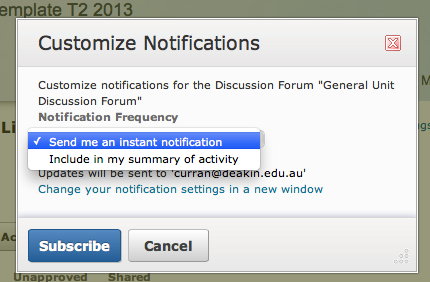 emplate T2 2013
Customize Notifications
Customize notifications for the Discussion Forum "General Unit
Discussion Forum"
Notification Frequency
✓ Send me an instant notification
Include in my summary of activity
Updates will be sent to 'curran@deakin.edu.au'
Change your notification settings in a new window
Subscribe
Cancel
Unapproved Shared